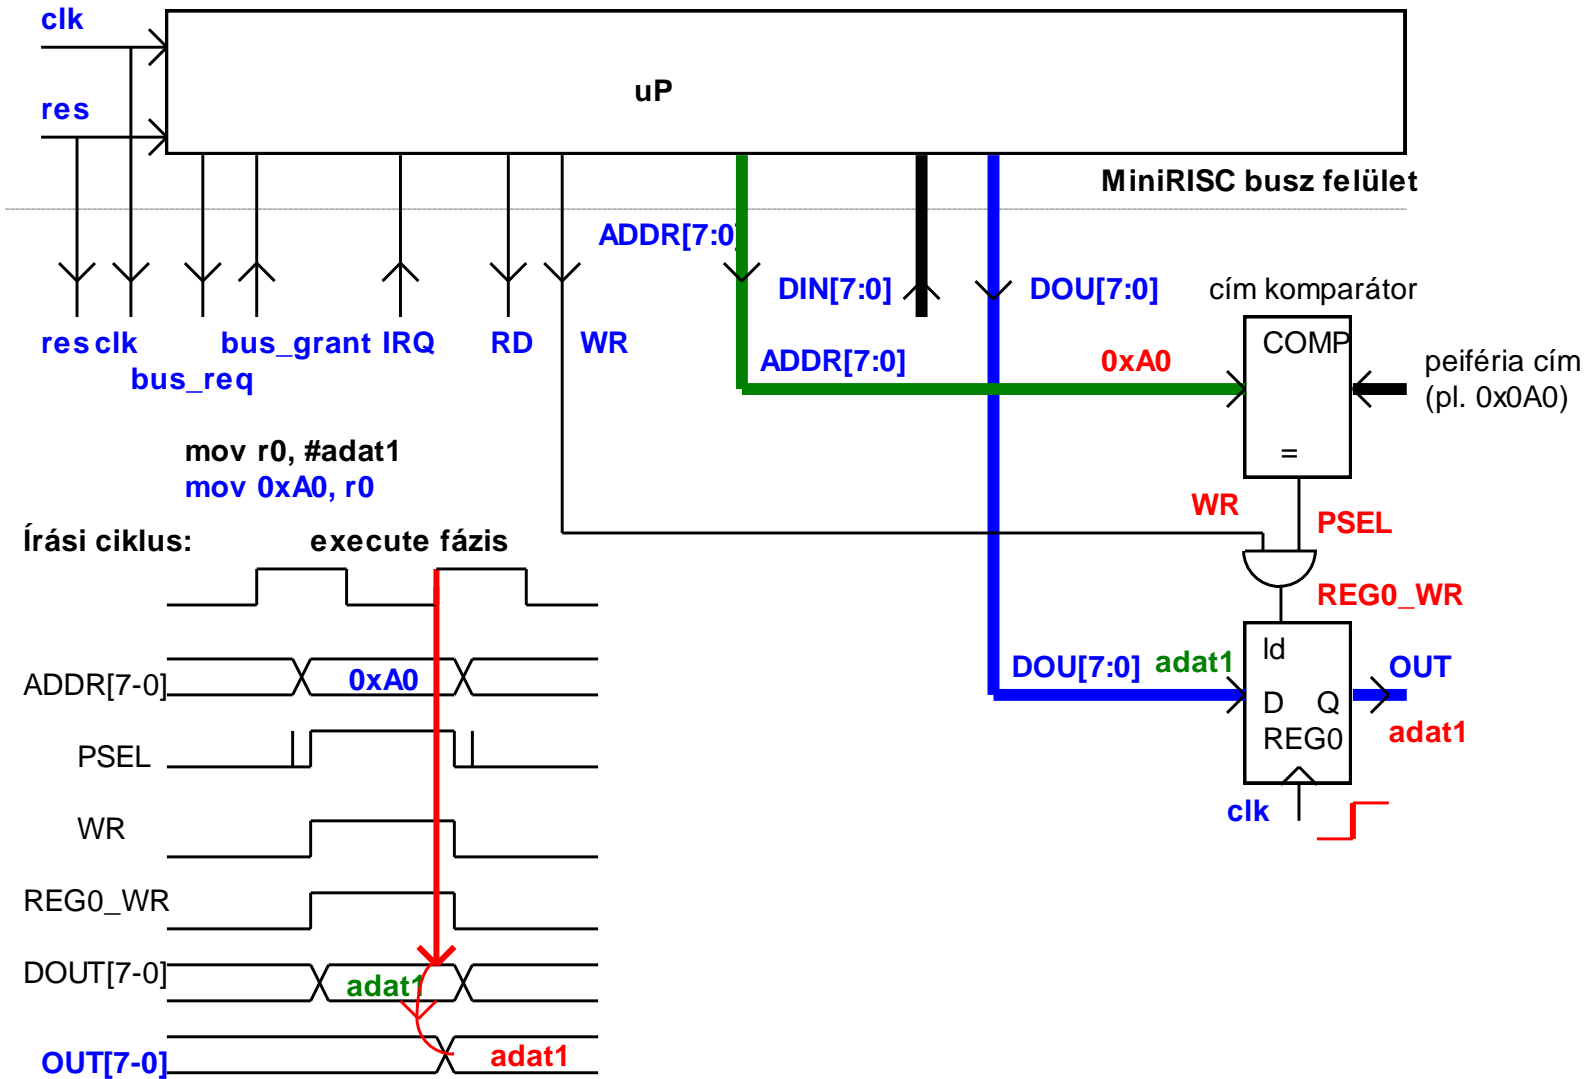 clk
res
uP
MiniRISC busz felület
ADDR[7:0]
DIN[7:0]
DOU[7:0]
cím komparátor
res clk
bus_grant IRQ
RD
WR
bus_req
ADDR[7:0]
0xA0
COMP
=
peiféria cím
(pl. 0x0A0)
mov r0, #adat1
mov 0xA0, r0
WR
PSEL
Írási ciklus:
execute fázis
REG0_WR
ld
D Q
REG0
DOU[7:0] adat1
OUT
adat1
clk
ADDR[7-0]
0xA0
PSEL
WR
REG0_WR
DOUT[7-0]
adat1
OUT[7-0]
adat1